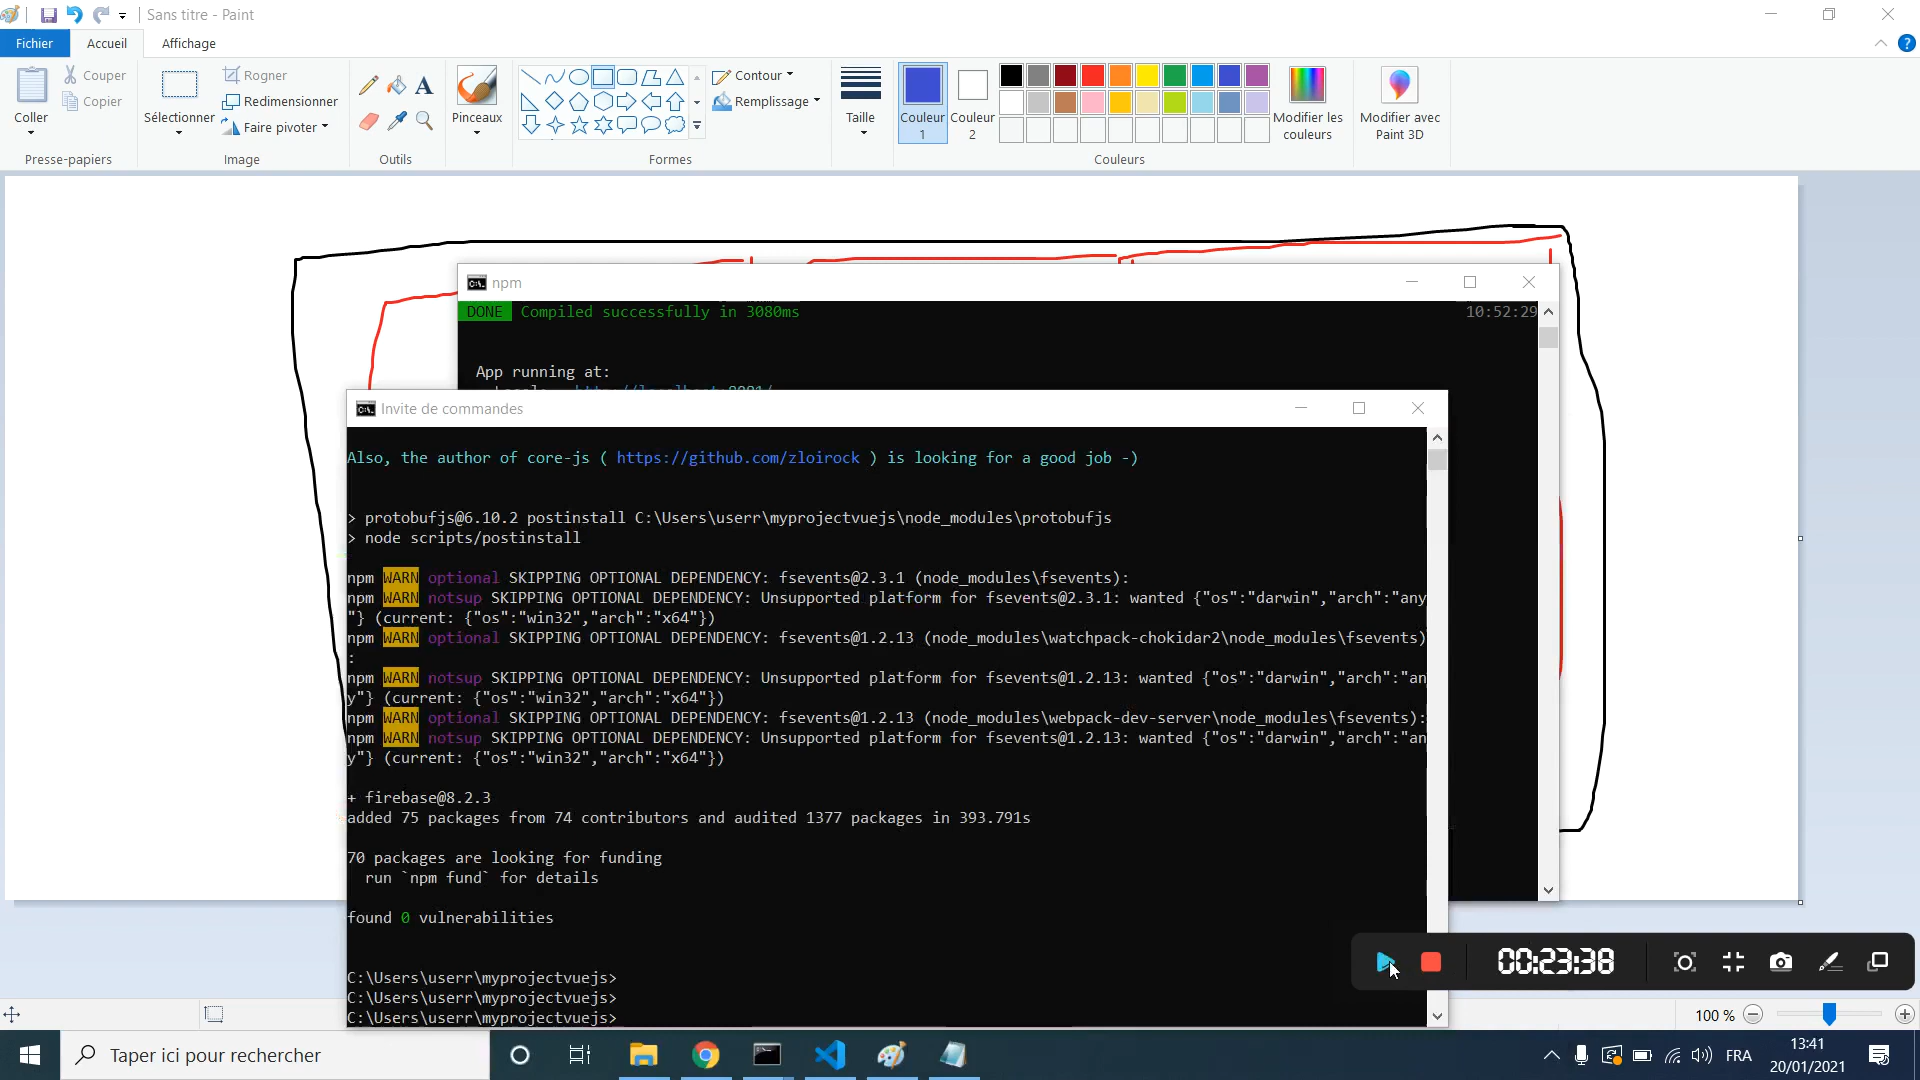 Sans titre - Paint
Fichier
Accueil
Affichage
Coller
Couper
Copier
Presse-papiers
Sélectionner
Rogner
Redimensionner
Faire pivoter
Image
Outils
Pinceaux
Formes
Contour
Remplissage
Taille
Couleur 1
Couleur 2
Couleurs
Modifier les couleurs
Modifier avec Paint 3D
npm
DONE Compiled successfully in 3080ms 10:52:29
App running at:
Invite de commandes
Also, the author of core-js ( https://github.com/zloirock ) is looking for a good job -)
> protobufjs@6.10.2 postinstall C:\Users\userr\myprojectvuejs\node_modules\protobufjs
> node scripts/postinstall
npm WARN optional SKIPPING OPTIONAL DEPENDENCY: fsevents@2.3.1 (node_modules\fsevents):
npm WARN notsup SKIPPING OPTIONAL DEPENDENCY: Unsupported platform for fsevents@2.3.1: wanted {"os":"darwin","arch":"any
"} (current: {"os":"win32","arch":"x64"})
npm WARN optional SKIPPING OPTIONAL DEPENDENCY: fsevents@1.2.13 (node_modules\watchpack-chokidar2\node_modules\fsevents)
:
npm WARN notsup SKIPPING OPTIONAL DEPENDENCY: Unsupported platform for fsevents@1.2.13: wanted {"os":"darwin","arch":"an
y"} (current: {"os":"win32","arch":"x64"})
npm WARN optional SKIPPING OPTIONAL DEPENDENCY: fsevents@1.2.13 (node_modules\webpack-dev-server\node_modules\fsevents):
npm WARN notsup SKIPPING OPTIONAL DEPENDENCY: Unsupported platform for fsevents@1.2.13: wanted {"os":"darwin","arch":"an
y"} (current: {"os":"win32","arch":"x64"})
+ firebase@8.2.3
added 75 packages from 74 contributors and audited 1377 packages in 393.791s
70 packages are looking for funding
run `npm fund` for details
found 0 vulnerabilities
C:\Users\userr\myprojectvuejs>
C:\Users\userr\myprojectvuejs>
C:\Users\userr\myprojectvuejs>
00:23:38
100 %
Taper ici pour rechercher
FRA
13:41
20/01/2021